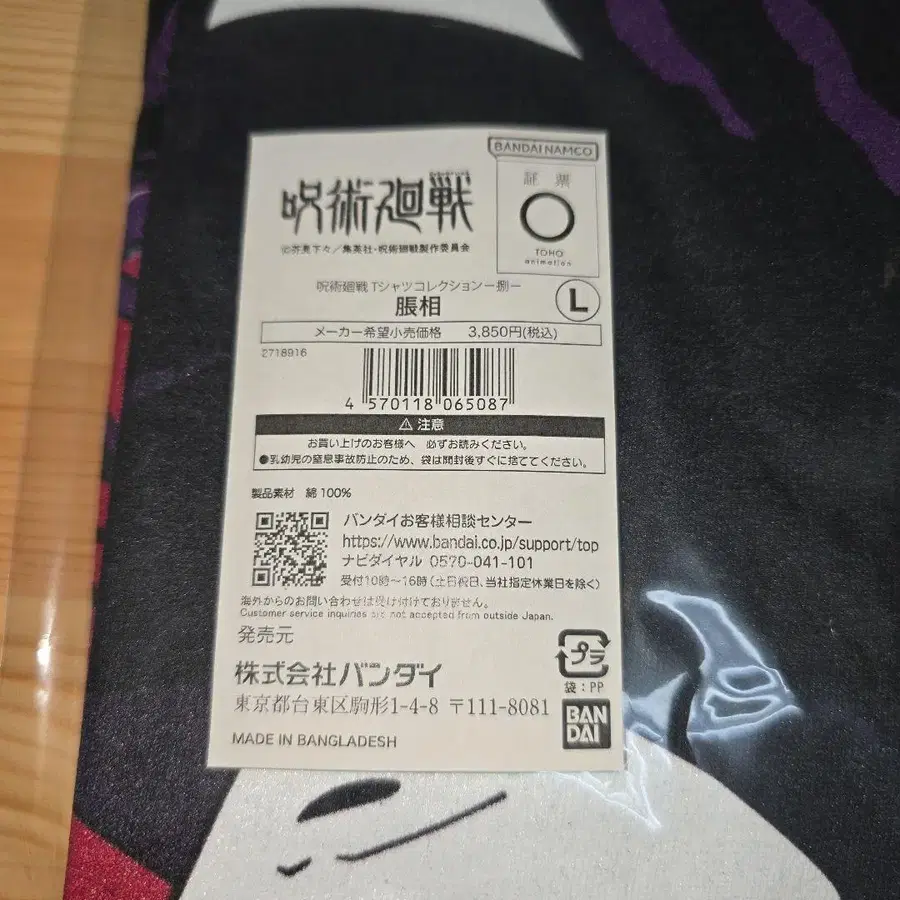 BANDAI NAMCO
証 票
TOHO
animation
呪術廻戦
©芥見下々／集英社・呪術廻戦製作委員会
呪術廻戦 Tシャツコレクションー捌ー
脹相
L
メーカー希望小売価格 3,850円(税込)
2718916
4 570118 065087
⚠ 注意
お買い上げのお客様へ 必ずお読みください。
●乳幼児の窒息事故防止のため、袋は開封後すぐに捨ててください。
製品素材 綿 100%
バンダイお客様相談センター
https://www.bandai.co.jp/support/top
ナビダイヤル 0570-041-101
受付10時〜16時(土日祝日、当社指定休業日を除く)
海外からのお問い合わせは受け付けておりません。
Customer service inquiries are not accepted from outside Japan.
発売元
株式会社バンダイ
東京都台東区駒形1-4-8 〒111-8081
MADE IN BANGLADESH
プラ
袋：PP
BAN
DAI